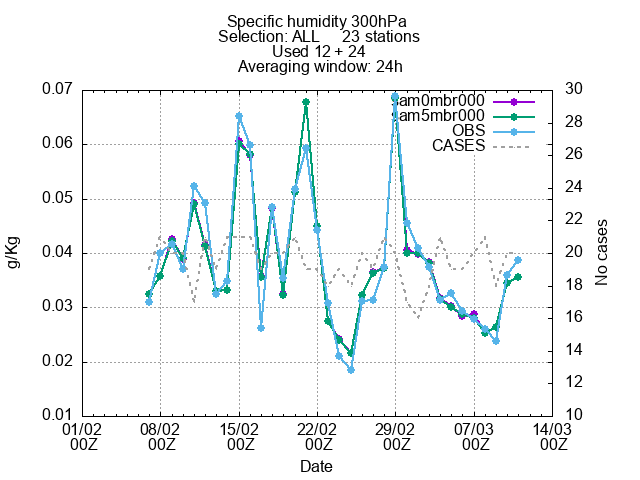 Specific humidity 300hPa
Selection: ALL 23 stations
Used 12 + 24
Averaging window: 24h
0.07
0.06
0.05
0.04
0.03
0.02
0.01
g/Kg
30
28
26
24
22
20
18
16
14
12
10
No cases
am0mbr000
am5mbr000
OBS
CASES
01/02 08/02 15/02 22/02 29/02 07/03 14/03
00Z 00Z 00Z 00Z 00Z 00Z 00Z
Date